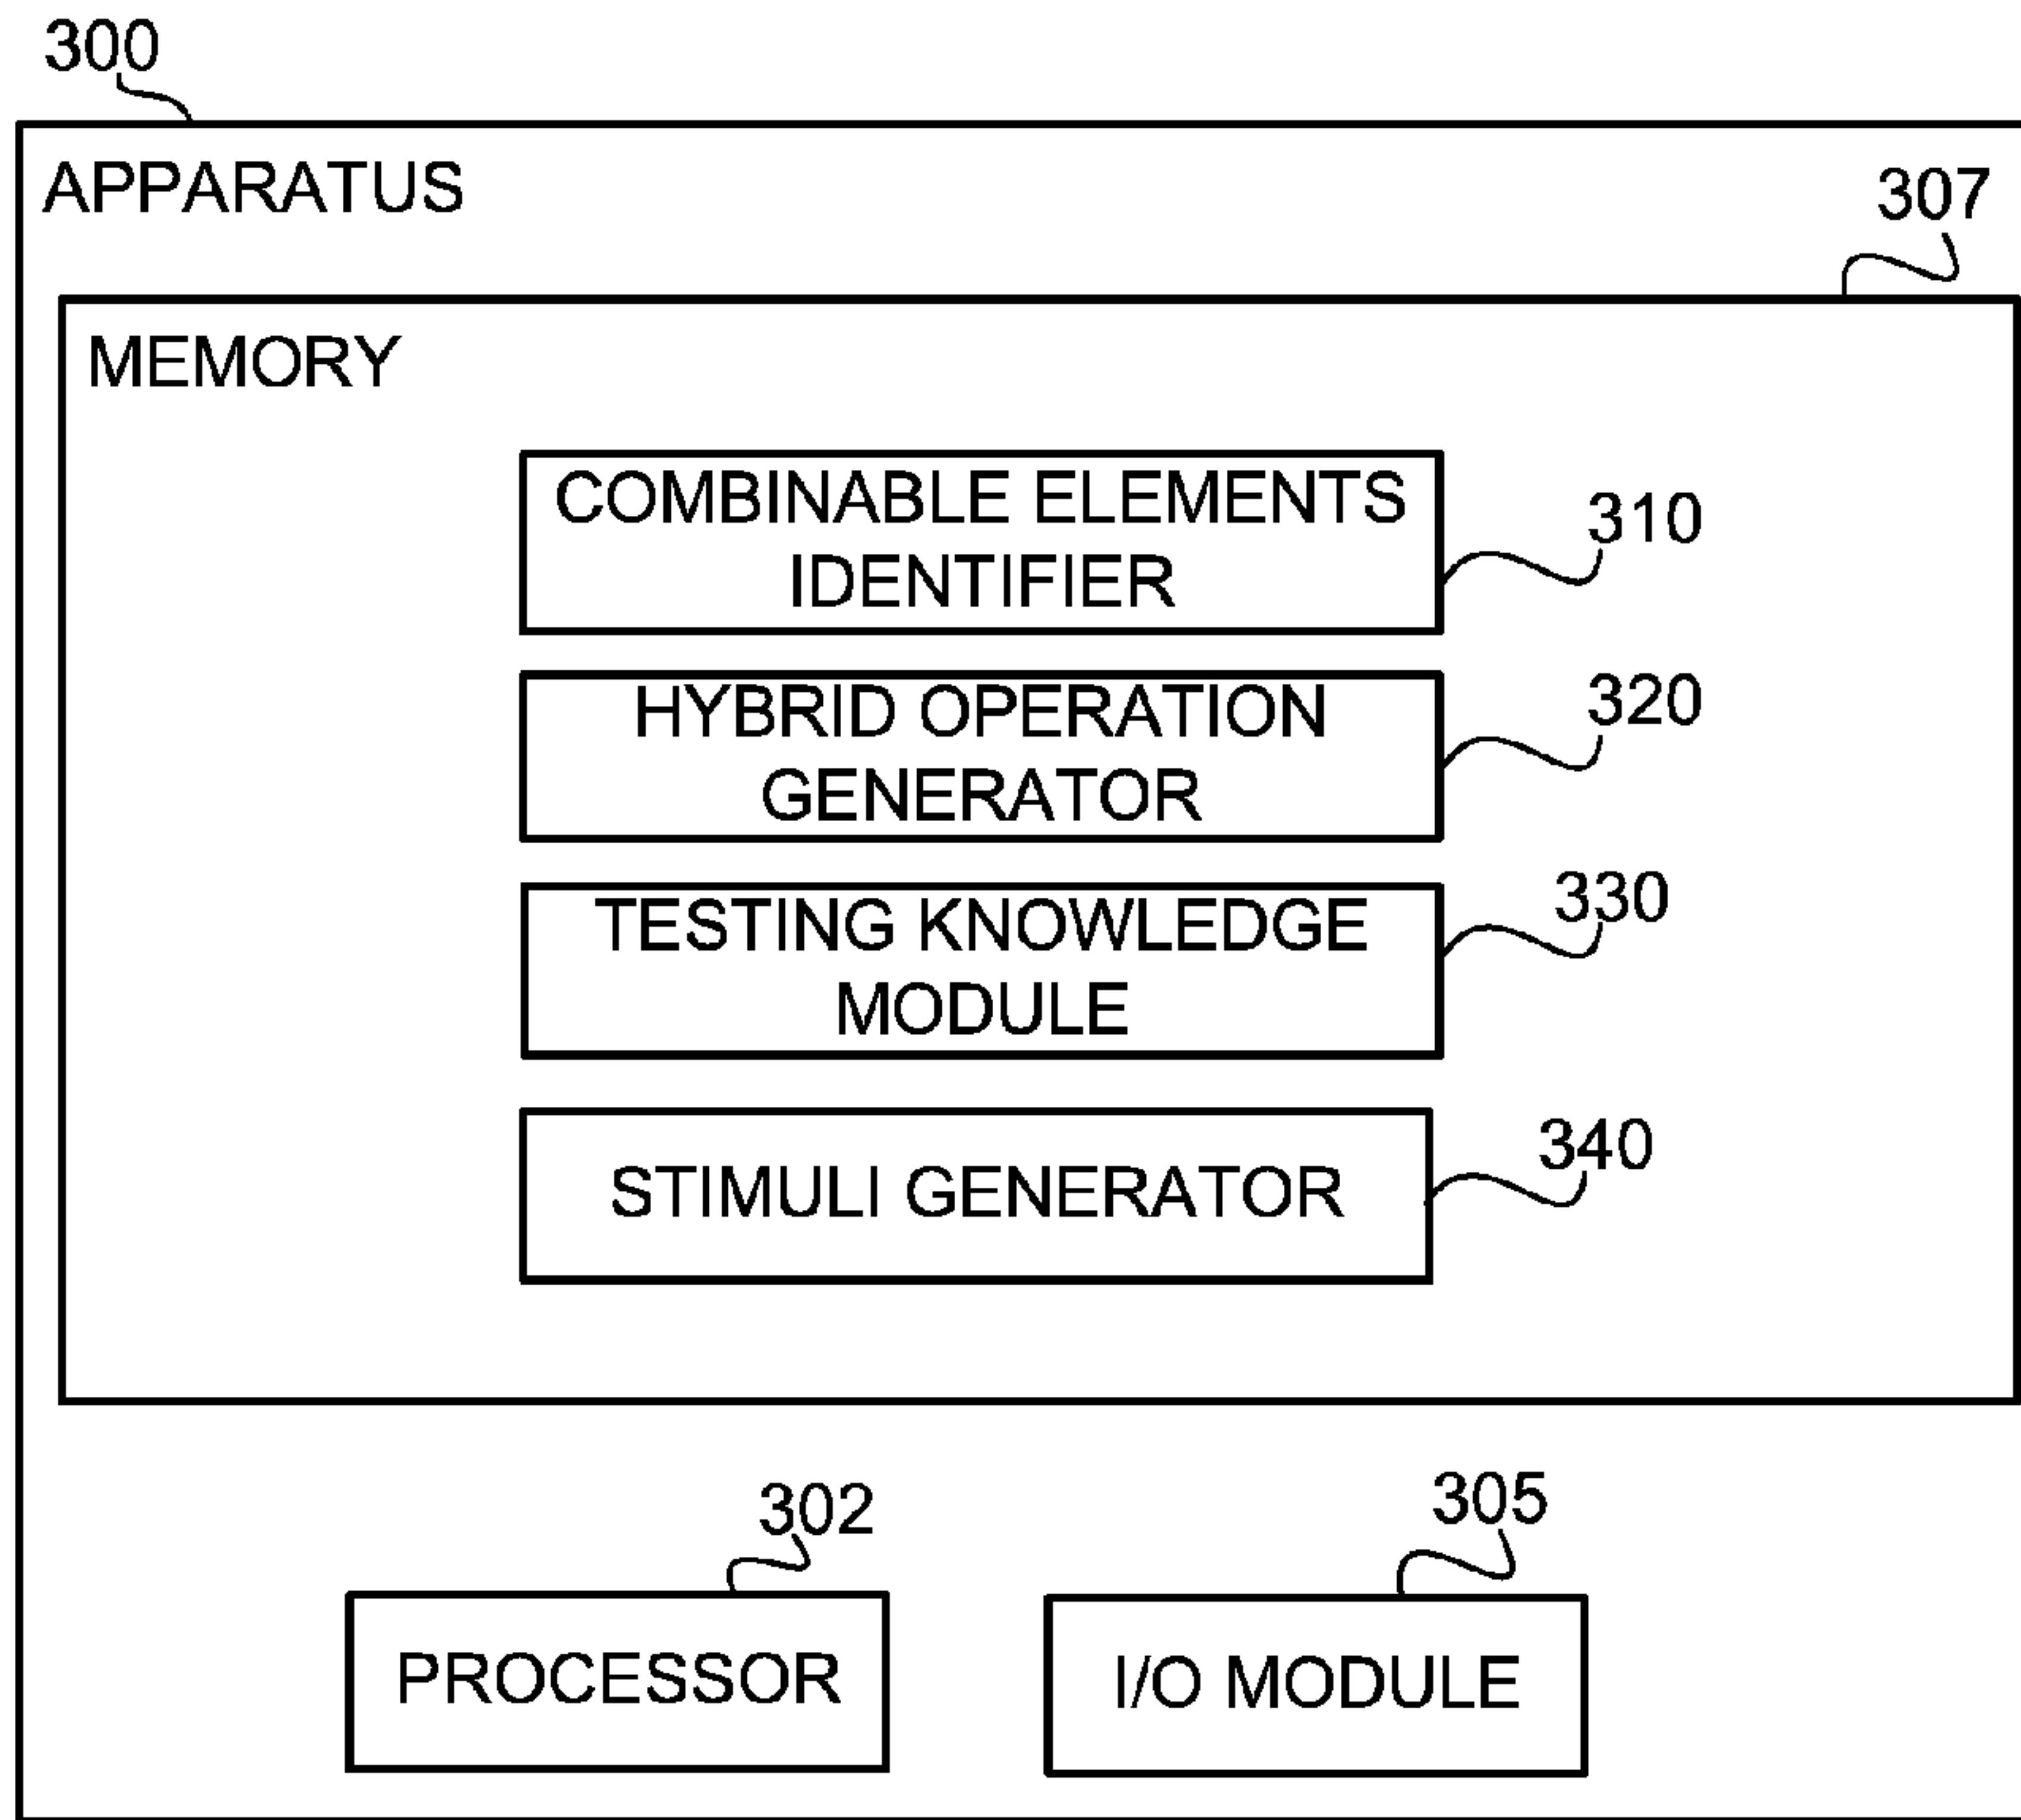 300
APPARATUS
307
MEMORY
COMBINABLE ELEMENTS
IDENTIFIER
310
HYBRID OPERATION
GENERATOR
320
TESTING KNOWLEDGE
MODULE
330
STIMULI GENERATOR
340
302
PROCESSOR
305
I/O MODULE